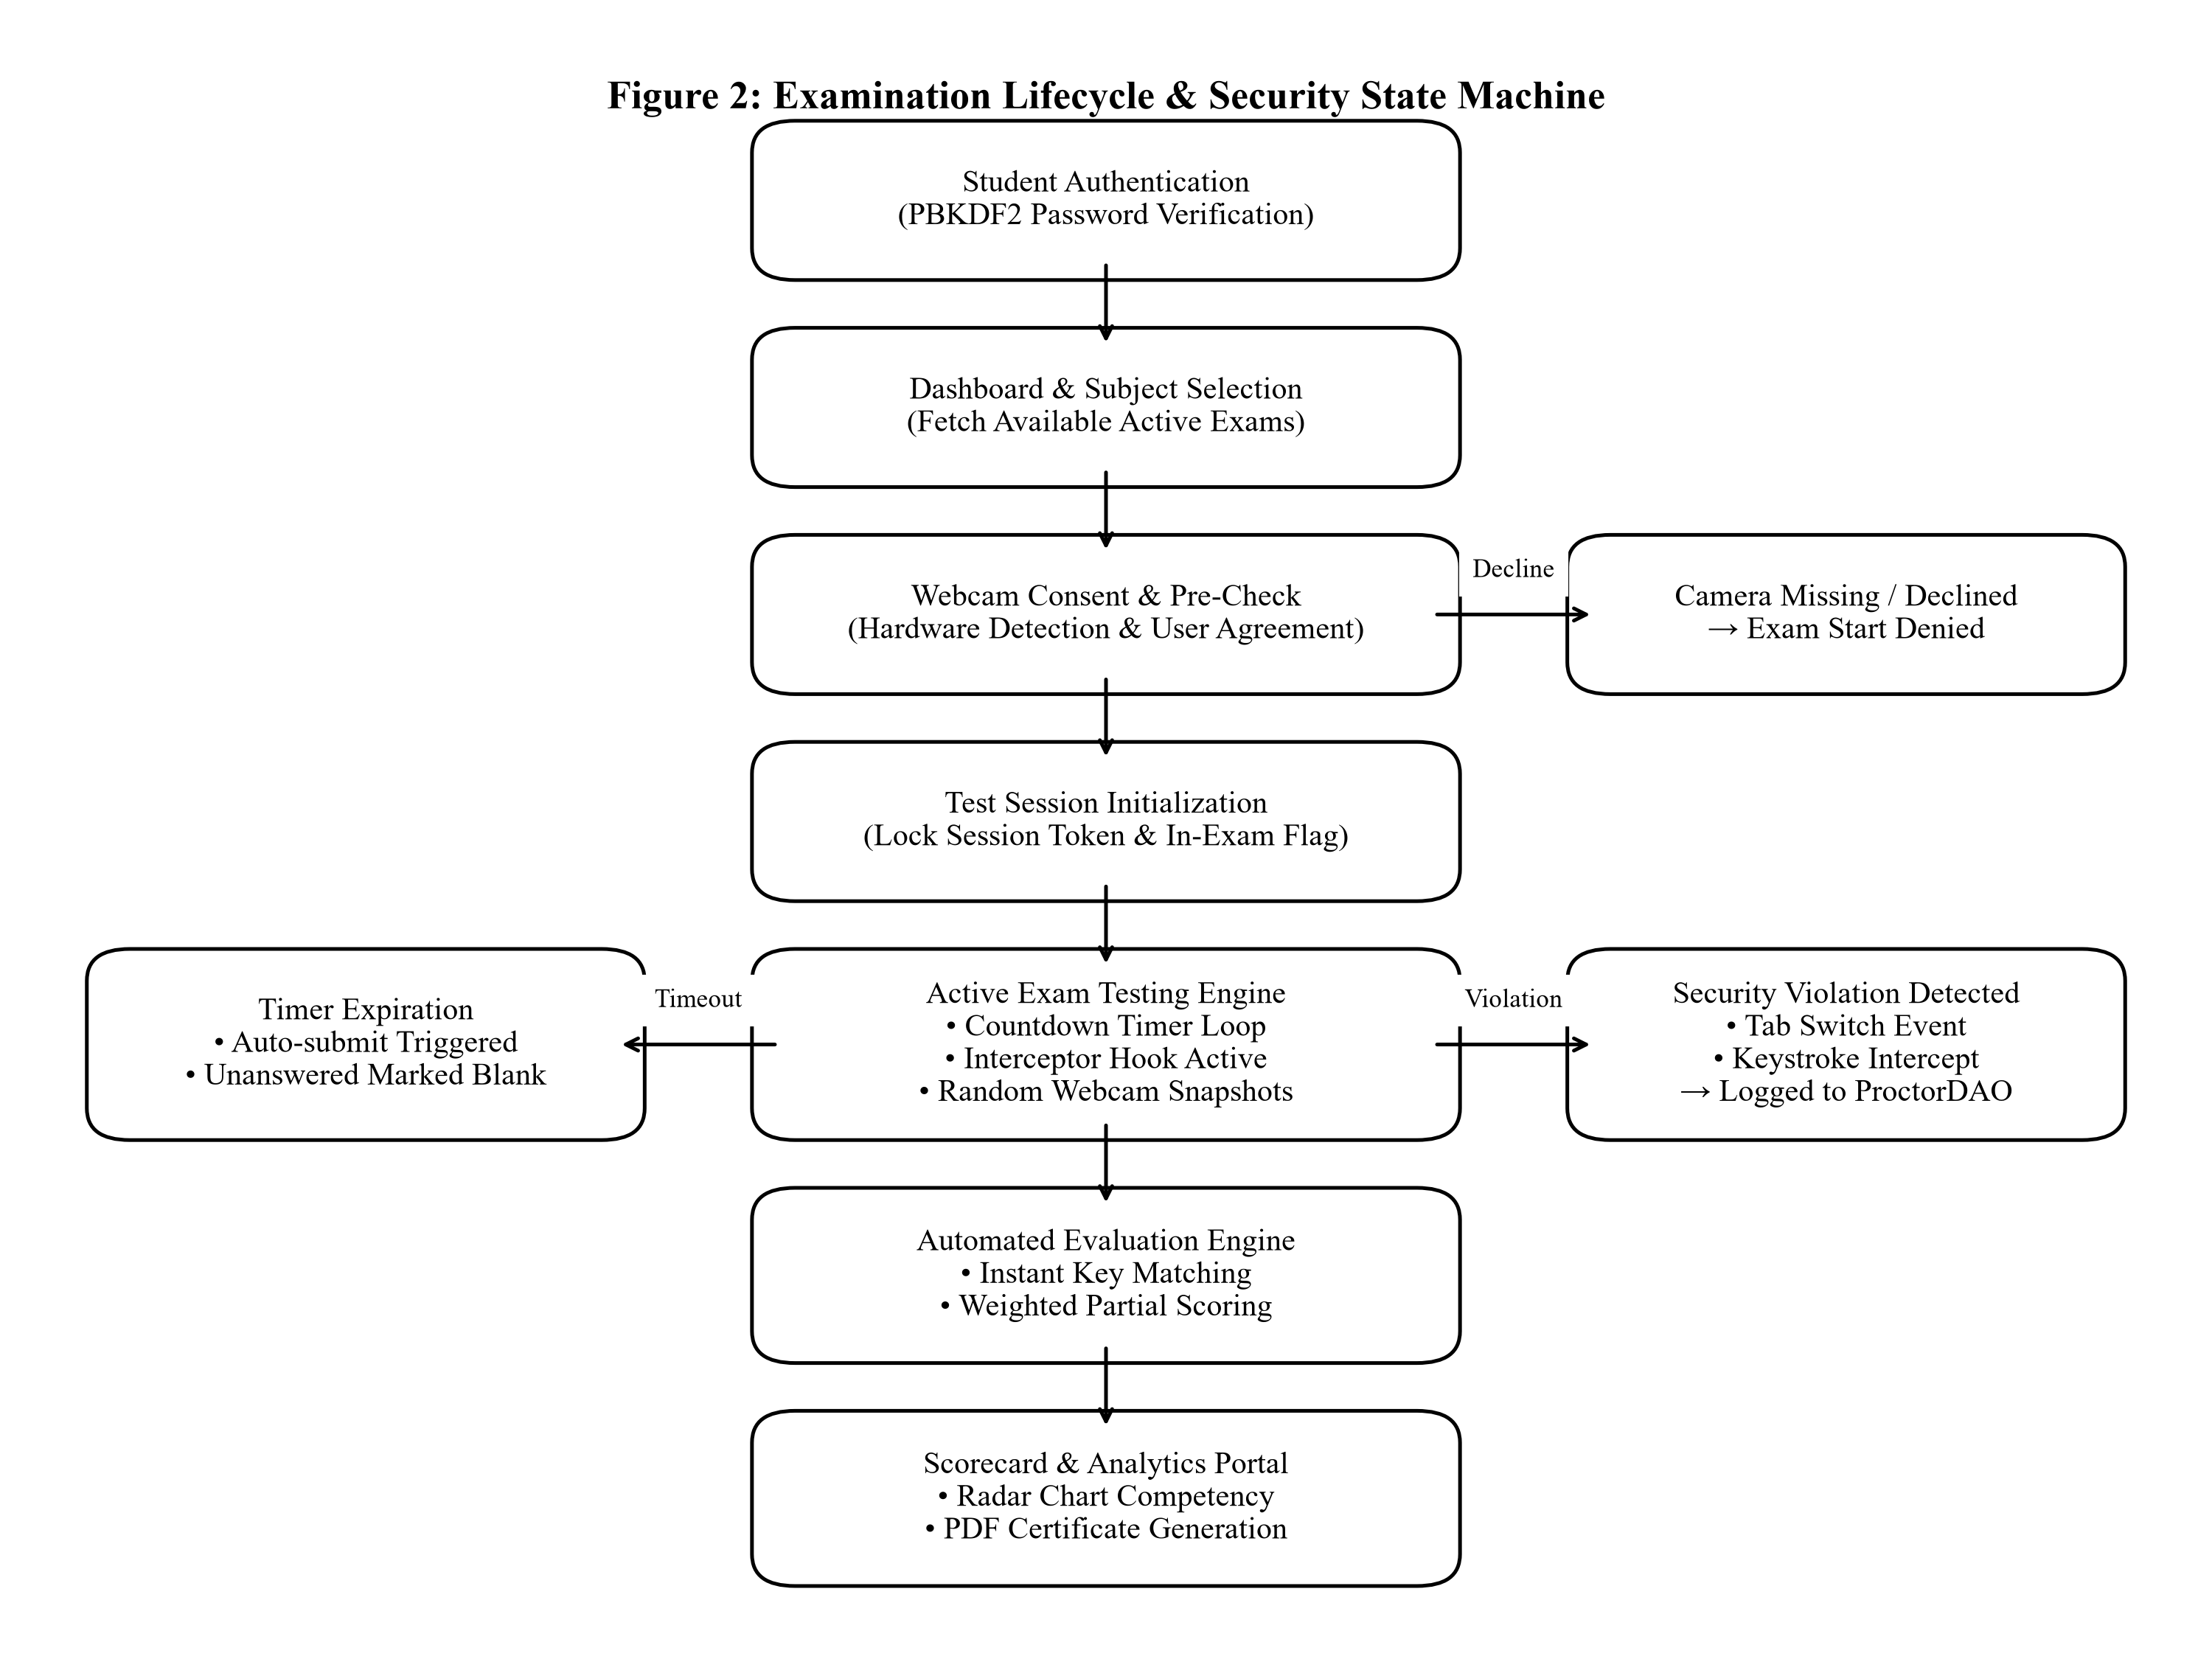 Figure 2: Examination Lifecycle & Security State Machine
Student Authentication
(PBKDF2 Password Verification)
Dashboard & Subject Selection
(Fetch Available Active Exams)
Webcam Consent & Pre-Check
(Hardware Detection & User Agreement)
Decline
Camera Missing / Declined
→ Exam Start Denied
Test Session Initialization
(Lock Session Token & In-Exam Flag)
Timer Expiration
• Auto-submit Triggered
• Unanswered Marked Blank
Timeout
Active Exam Testing Engine
• Countdown Timer Loop
• Interceptor Hook Active
• Random Webcam Snapshots
Violation
Security Violation Detected
• Tab Switch Event
• Keystroke Intercept
→ Logged to ProctorDAO
Automated Evaluation Engine
• Instant Key Matching
• Weighted Partial Scoring
Scorecard & Analytics Portal
• Radar Chart Competency
• PDF Certificate Generation